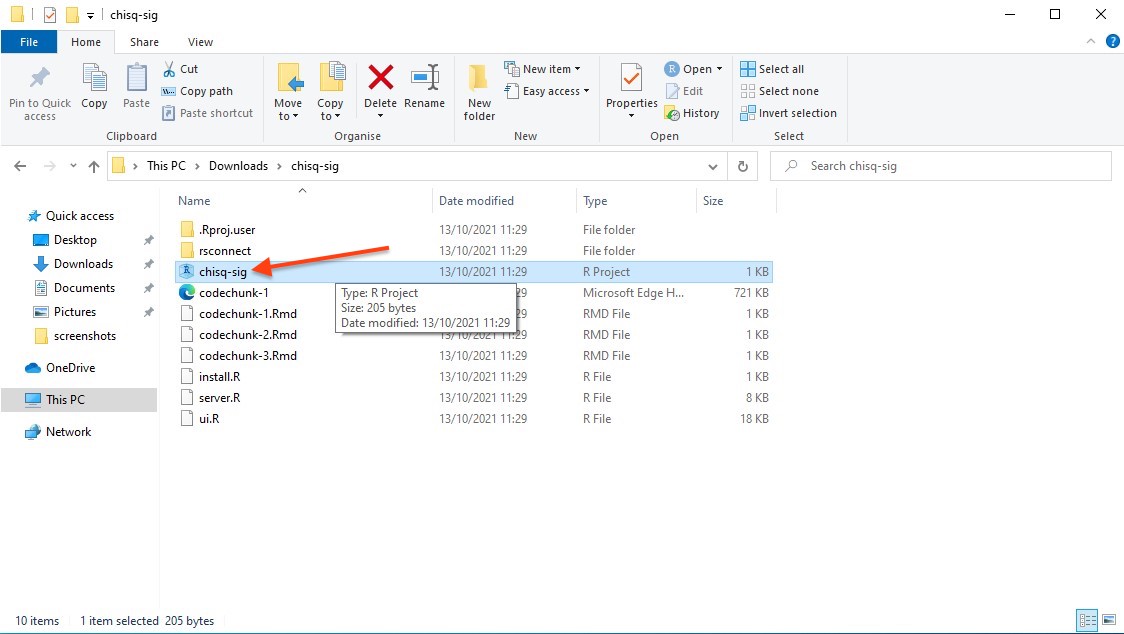 chisq-sig
File Home Share View
Pin to Quick access
Copy
Paste
Cut
Copy path
Paste shortcut
Clipboard
Move to
Copy to
Delete
Rename
Organise
New folder
New item
Easy access
New
Properties
Open
Edit
History
Open
Select all
Select none
Invert selection
Select
This PC > Downloads > chisq-sig
Search chisq-sig
Quick access
Desktop
Downloads
Documents
Pictures
screenshots
OneDrive
This PC
Network
Name Date modified Type Size
.Rproj.user 13/10/2021 11:29 File folder
rsconnect 13/10/2021 11:29 File folder
chisq-sig 13/10/2021 11:29 R Project 1 KB
codechunk-1 29 Microsoft Edge H... 721 KB
codechunk-1.Rmd 29 RMD File 1 KB
codechunk-2.Rmd 13/10/2021 11:29 RMD File 1 KB
codechunk-3.Rmd 13/10/2021 11:29 RMD File 1 KB
install.R 13/10/2021 11:29 R File 1 KB
server.R 13/10/2021 11:29 R File 8 KB
ui.R 13/10/2021 11:29 R File 18 KB
Type: R Project
Size: 205 bytes
Date modified: 13/10/2021 11:29
10 items 1 item selected 205 bytes